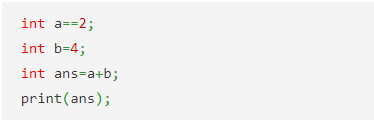 int a==2;
int b=4;
int ans=a+b;
print(ans);